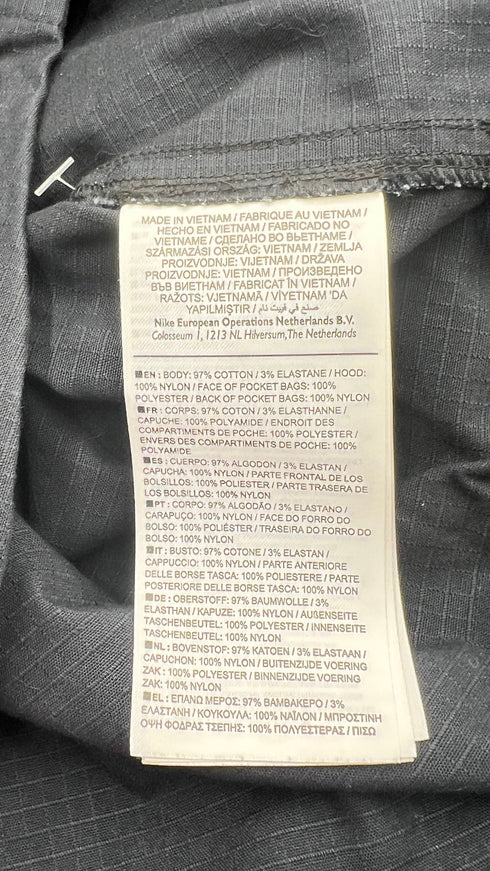 MADE IN VIETNAM / FABRIQUE AU VIETNAM /
HECHO EN VIETNAM / FABRICADO NO
VIETNAME / СДЕЛАНО ВО ВЬЕТНАМЕ /
SZÁRMAZÁSI ORSZÁG: VIETNAM / ZEMLJA
PROIZVODNJE: VIJETNAM / DRŽAVA
PROIZVODNJE: VIETNAM / ПРОИЗВЕДЕНО
ВЪВ ВИЕТНАМ / FABRICAT ÎN VIETNAM /
RAŽOTS: VJETNAMĀ / VİYETNAM 'DA
YAPILMIŞTIR / صنع في فييت نام
Nike European Operations Netherlands B.V.
Colosseum 1, 1213 NL Hilversum, The Netherlands
EN : BODY: 97% COTTON / 3% ELASTANE / HOOD:
100% NYLON / FACE OF POCKET BAGS: 100%
POLYESTER / BACK OF POCKET BAGS: 100% NYLON
FR : CORPS: 97% COTON / 3% ELASTHANNE /
CAPUCHE: 100% POLYAMIDE / ENDROIT DES
COMPARTIMENTS DE POCHE: 100% POLYESTER /
ENVERS DES COMPARTIMENTS DE POCHE: 100%
POLYAMIDE
ES : CUERPO: 97% ALGODON / 3% ELASTAN /
CAPUCHA: 100% NYLON / PARTE FRONTAL DE LOS
BOLSILLOS: 100% POLIESTER / PARTE TRASERA DE
LOS BOLSILLOS: 100% NYLON
PT : CORPO: 97% ALGODÃO / 3% ELASTANO /
CARAPUÇO: 100% NYLON / FACE DO FORRO DO
BOLSO: 100% POLIÉSTER / TRASEIRA DO FORRO DO
BOLSO: 100% NYLON
IT : BUSTO: 97% COTONE / 3% ELASTAN /
CAPPUCCIO: 100% NYLON / PARTE ANTERIORE
DELLE BORSE TASCA: 100% POLIESTERE / PARTE
POSTERIORE DELLE BORSE TASCA: 100% NYLON
DE : OBERSTOFF: 97% BAUMWOLLE / 3%
ELASTHAN / KAPUZE: 100% NYLON / AUßENSEITE
TASCHENBEUTEL: 100% POLYESTER / INNENSEITE
TASCHENBEUTEL: 100% NYLON
NL : BOVENSTOF: 97% KATOEN / 3% ELASTAAN /
CAPUCHON: 100% NYLON / BUITENZIJDE VOERING
ZAK : 100% POLYESTER / BINNENZIJDE VOERING
ZAK: 100% NYLON
EL : ΕΠΑΝΩ ΜΕΡΟΣ: 97% ΒΑΜΒΑΚΕΡΟ / 3%
ΕΛΑΣΤΑΝΗ / ΚΟΥΚΟΥΛΑ: 100% ΝΑΪΛΟΝ / ΜΠΡΟΣΤΙΝΗ
ΟΨΗ ΦΟΔΡΑΣ ΤΣΕΠΗΣ: 100% ΠΟΛΥΕΣΤΕΡΑΣ / ΠΙΣΩ